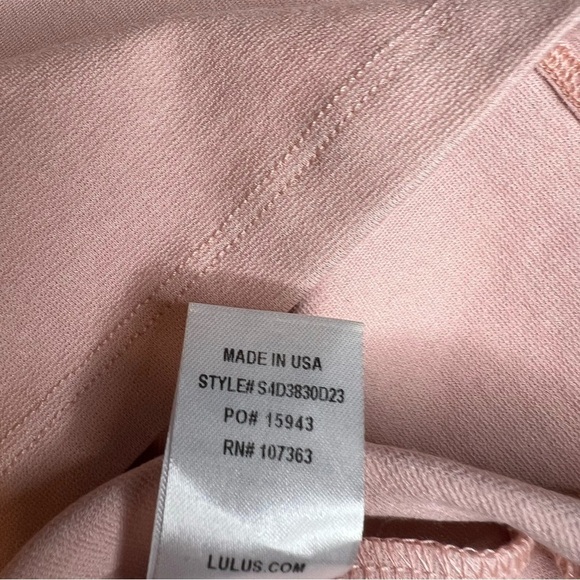 MADE IN USA
STYLE# S4D3830D23
PO# 15943
RN# 107363
LULUS.COM